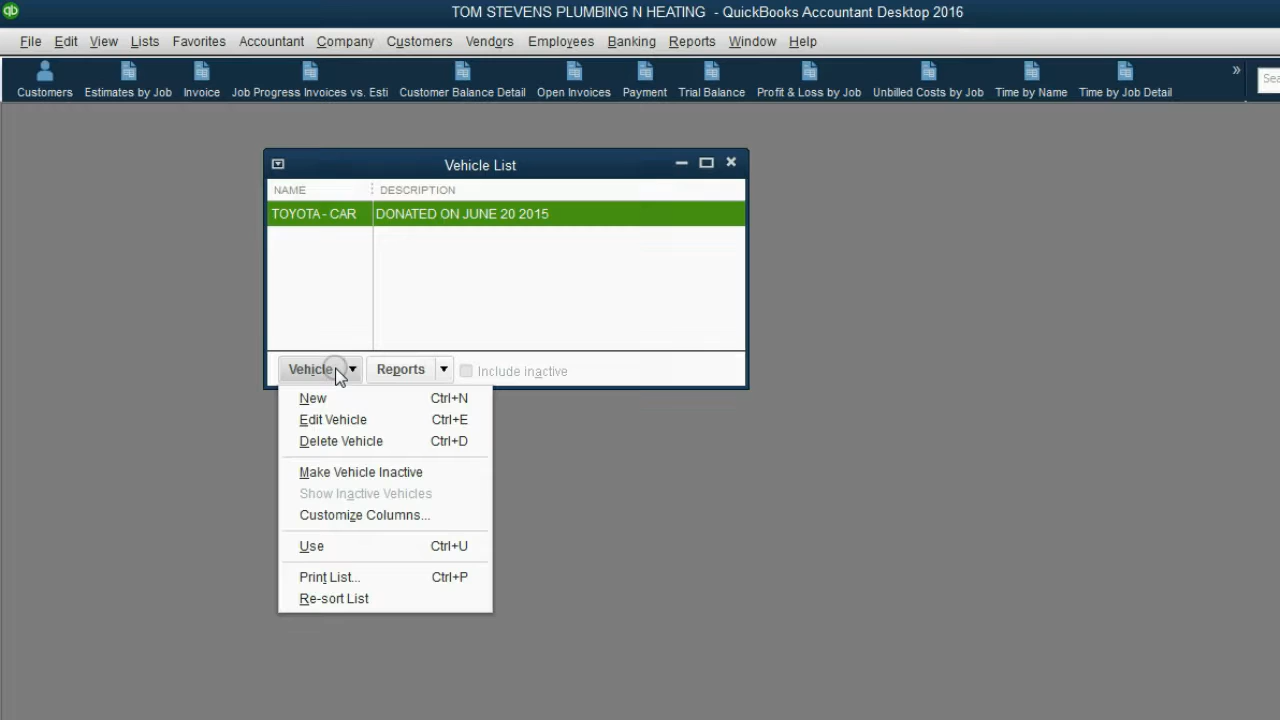 TOM STEVENS PLUMBING N HEATING - QuickBooks Accountant Desktop 2016
File Edit View Lists Favorites Accountant Company Customers Vendors Employees Banking Reports Window Help
Customers Estimates by Job Invoice Job Progress Invoices vs. Esti Customer Balance Detail Open Invoices Payment Trial Balance Profit & Loss by Job Unbilled Costs by Job Time by Name Time by Job Detail » Sea
Vehicle List
NAME DESCRIPTION
TOYOTA - CAR DONATED ON JUNE 20 2015
Vehicle Reports Include inactive
New Ctrl+N
Edit Vehicle Ctrl+E
Delete Vehicle Ctrl+D
Make Vehicle Inactive
Show Inactive Vehicles
Customize Columns...
Use Ctrl+U
Print List... Ctrl+P
Re-sort List